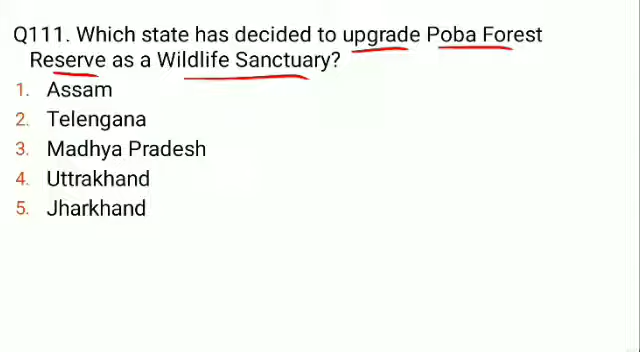 Q111. Which state has decided to upgrade Poba Forest
Reserve as a Wildlife Sanctuary?
1. Assam
2. Telengana
3. Madhya Pradesh
4. Uttrakhand
5. Jharkhand